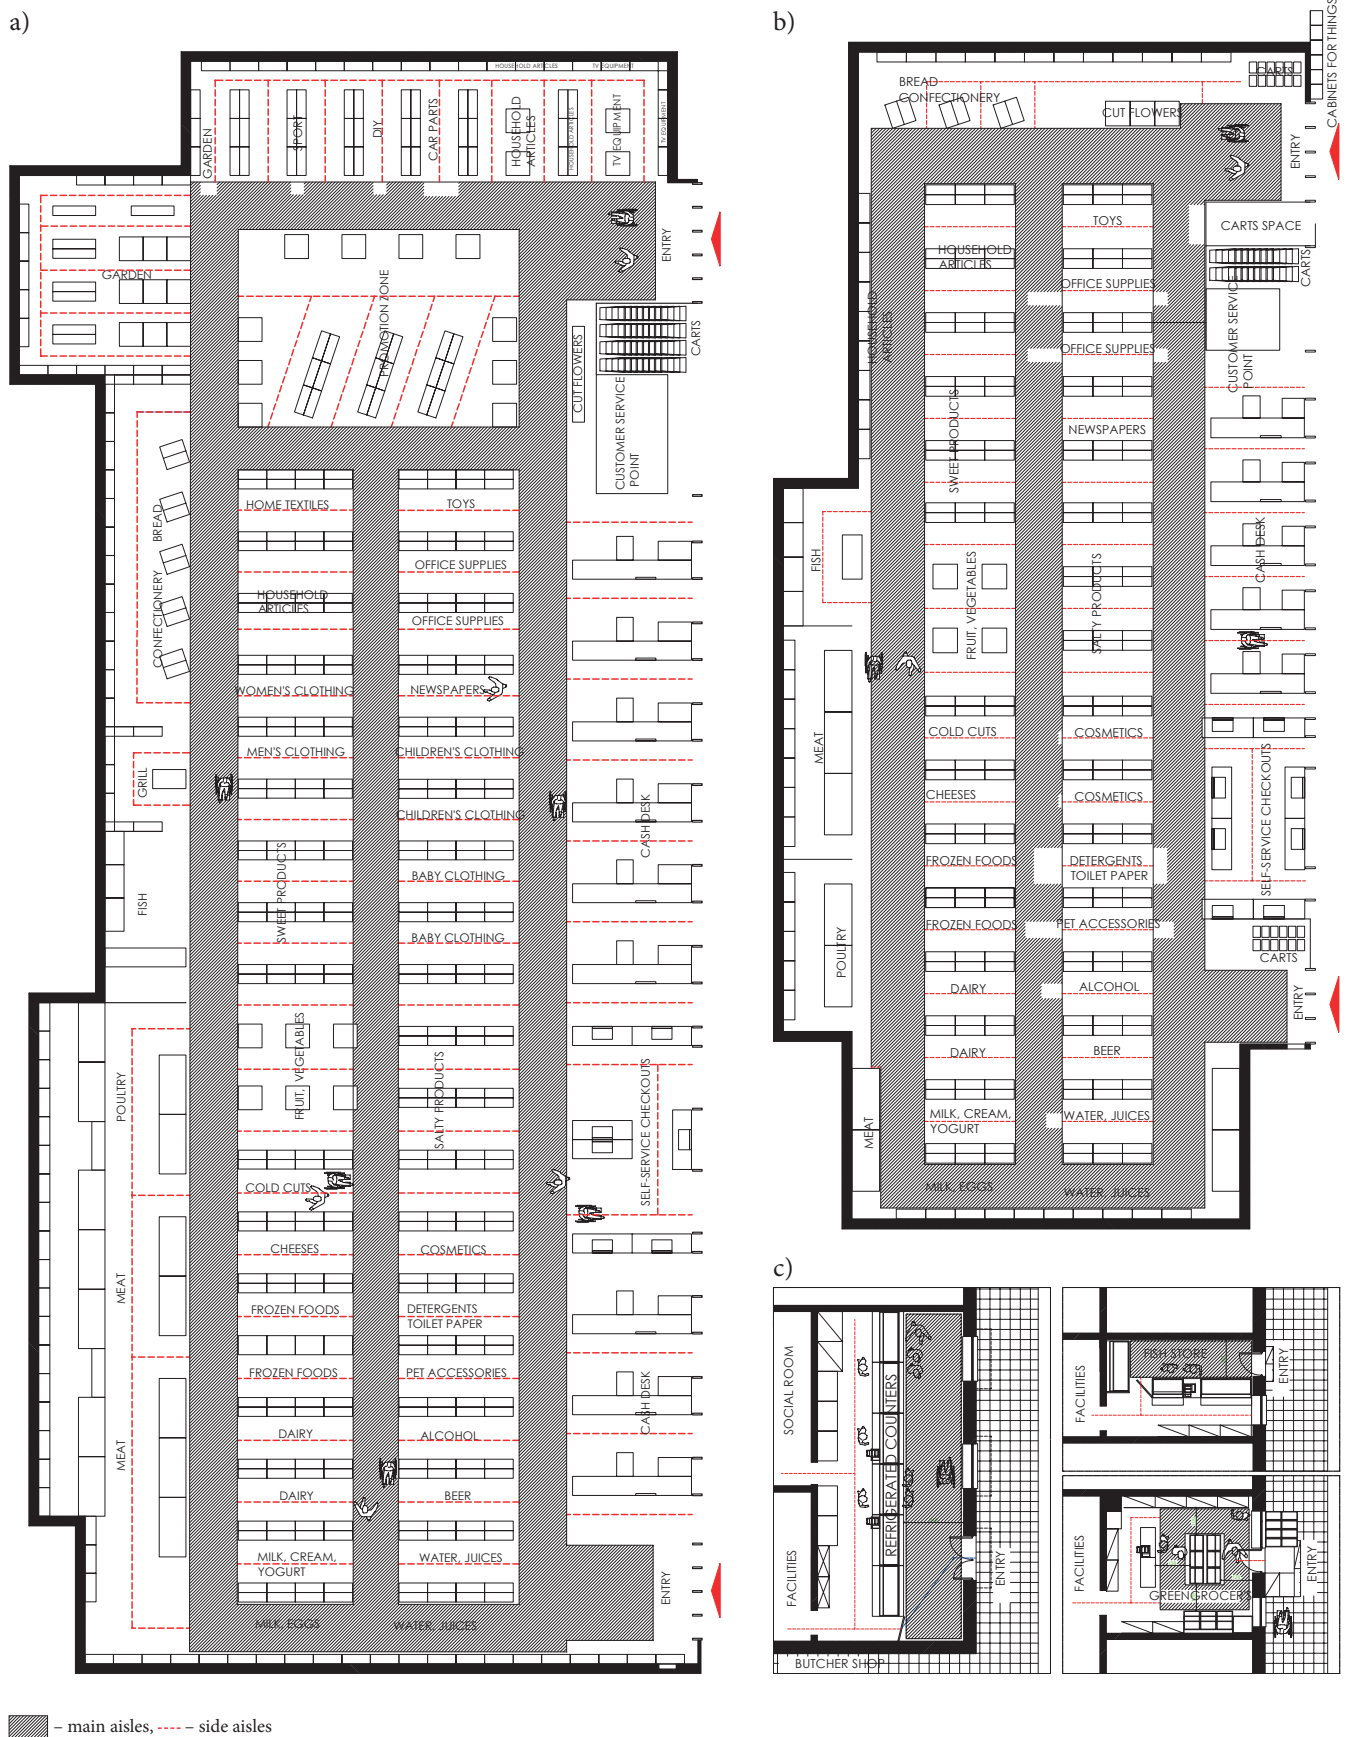 a)
HOUSEHOLD ARTICLES
TV EQUIPMENT
GARDEN
SPORT
DIY
CAR PARTS
HOUSEHOLD
ARTICLES
HOUSEHOLD ARTICLES
TV EQUIPMENT
TV EQUIPMENT
ENTRY
GARDEN
PROMOTION ZONE
CARTS
CUT FLOWERS
CUSTOMER SERVICE
POINT
HOME TEXTILES
TOYS
BREAD
CONFECTIONERY
OFFICE SUPPLIES
HOUSEHOLD
ARTICLES
OFFICE SUPPLIES
WOMEN'S CLOTHING
NEWSPAPERS
MEN'S CLOTHING
CHILDREN'S CLOTHING
GRILL
CHILDREN'S CLOTHING
CASH DESK
SWEET PRODUCTS
BABY CLOTHING
FISH
BABY CLOTHING
FRUIT, VEGETABLES
SALTY PRODUCTS
POULTRY
SELF-SERVICE CHECKOUTS
COLD CUTS
CHEESES
COSMETICS
MEAT
FROZEN FOODS
DETERGENTS
TOILET PAPER
FROZEN FOODS
PET ACCESSORIES
CASH DESK
MEAT
DAIRY
ALCOHOL
DAIRY
BEER
MILK, CREAM,
YOGURT
WATER, JUICES
ENTRY
MILK, EGGS
WATER, JUICES
b)
CABINETS FOR THINGS
BREAD
CONFECTIONERY
CARTS
CUT FLOWERS
ENTRY
TOYS
CARTS SPACE
HOUSEHOLD
ARTICLES
CARTS
OFFICE SUPPLIES
HOUSEHOLD
ARTICLES
OFFICE SUPPLIES
CUSTOMER SERVICE
POINT
SWEET PRODUCTS
NEWSPAPERS
FISH
FRUIT, VEGETABLES
SALTY PRODUCTS
CASH DESK
MEAT
COLD CUTS
COSMETICS
CHEESES
COSMETICS
SELF-SERVICE CHECKOUTS
FROZEN FOODS
DETERGENTS
TOILET PAPER
POULTRY
FROZEN FOODS
PET ACCESSORIES
CARTS
DAIRY
ALCOHOL
ENTRY
DAIRY
BEER
MEAT
MILK, CREAM,
YOGURT
WATER, JUICES
MILK, EGGS
WATER, JUICES
c)
SOCIAL ROOM
REFRIGERATED COUNTERS
FACILITIES
ENTRY
BUTCHER SHOP
FISH STORE
FACILITIES
ENTRY
FACILITIES
GREENGROCER'S
ENTRY
– main aisles, – side aisles